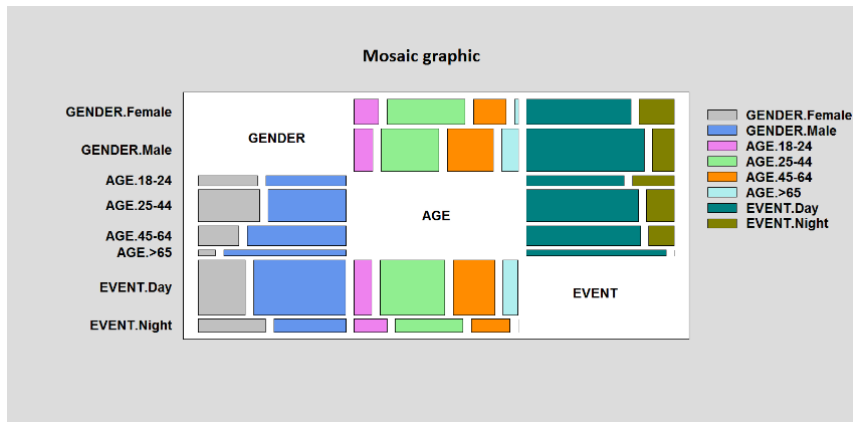 Mosaic graphic
GENDER.Female
GENDER.Male
AGE.18-24
AGE.25-44
AGE.45-64
AGE.>65
EVENT.Day
EVENT.Night
GENDER
AGE
EVENT
GENDER.Female
GENDER.Male
AGE.18-24
AGE.25-44
AGE.45-64
AGE.>65
EVENT.Day
EVENT.Night